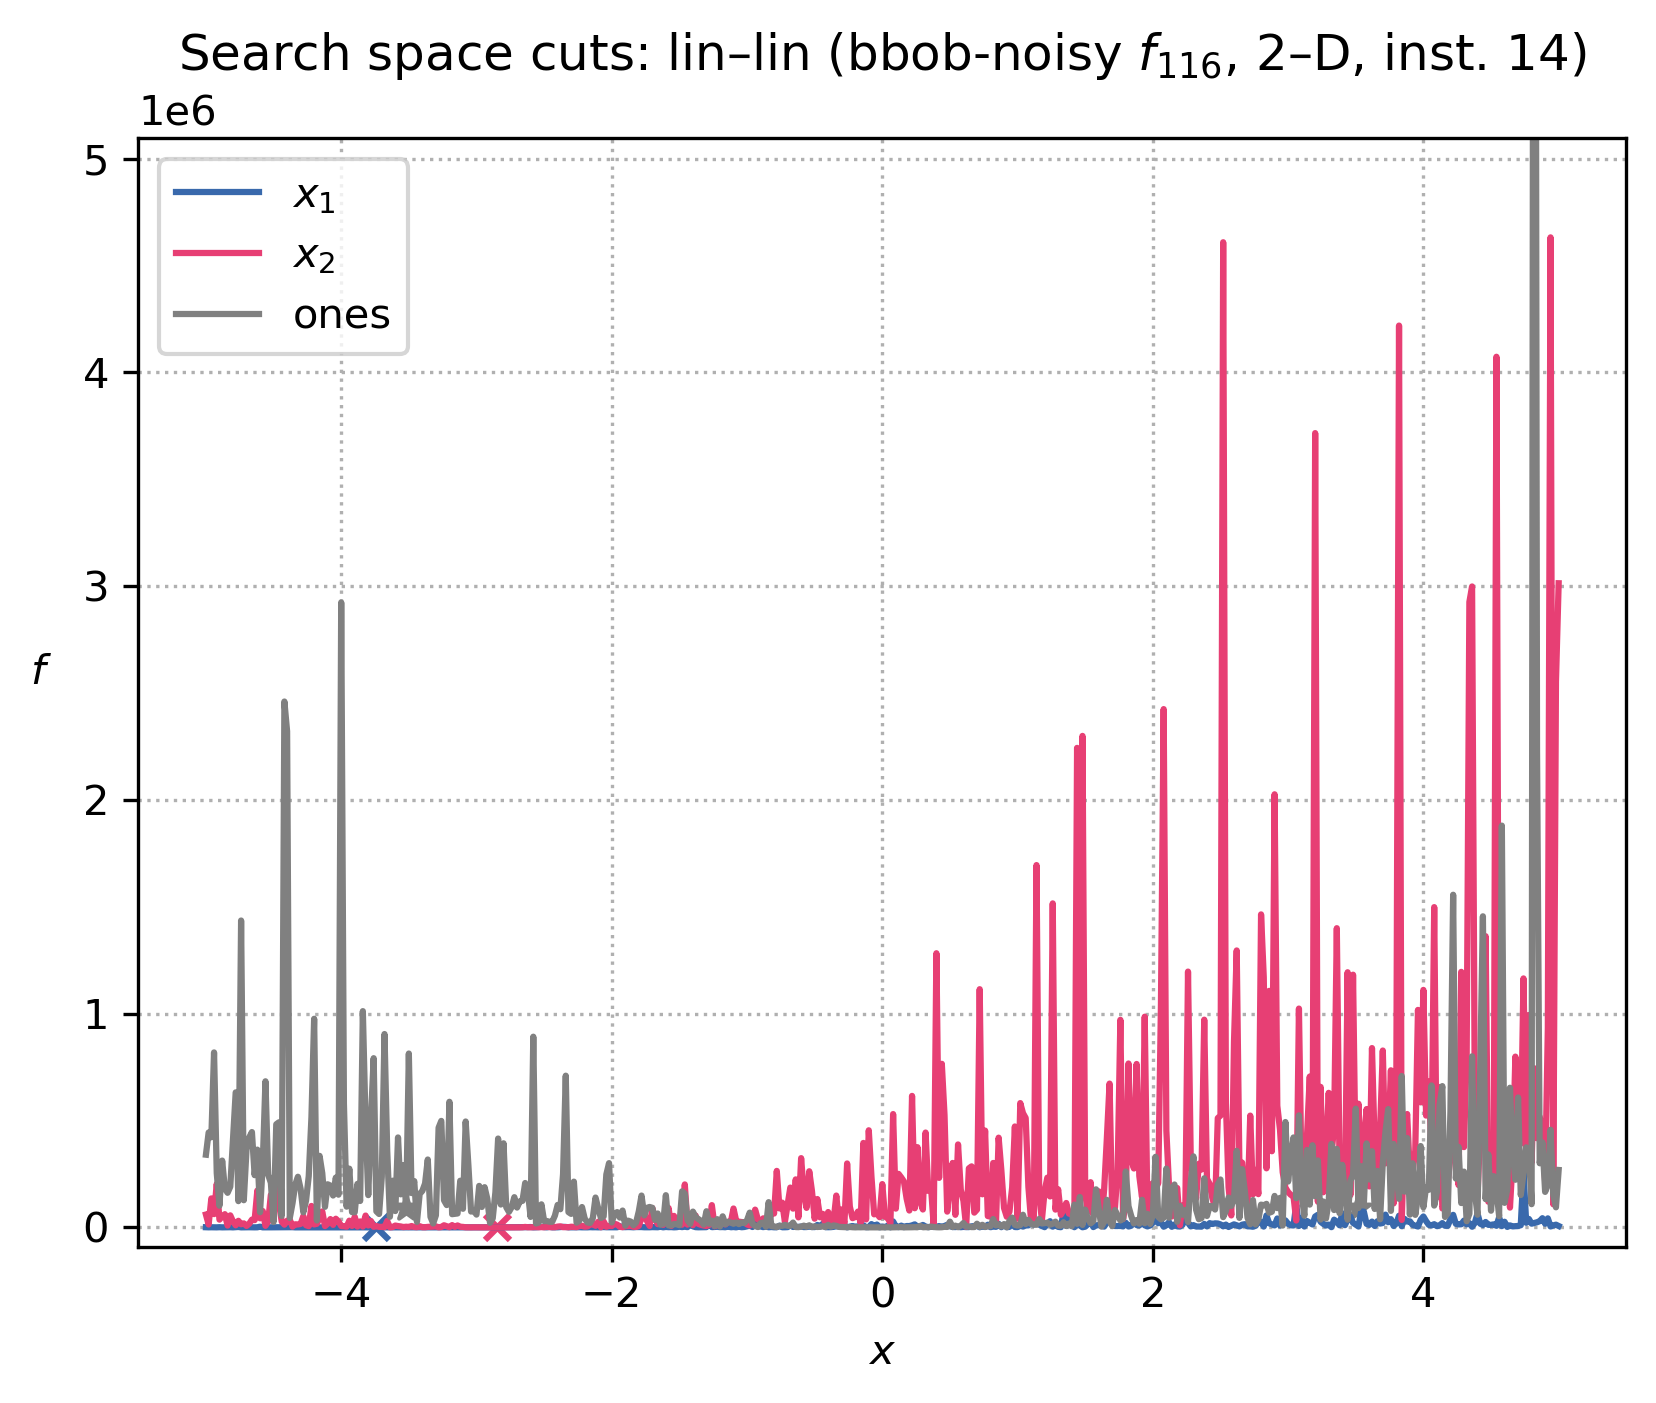 Search space cuts: lin–lin (bbob-noisy f₁₁₆, 2–D, inst. 14)
1e6
5
4
3
2
1
0
f
x₁
x₂
ones
−4
−2
0
2
4
x